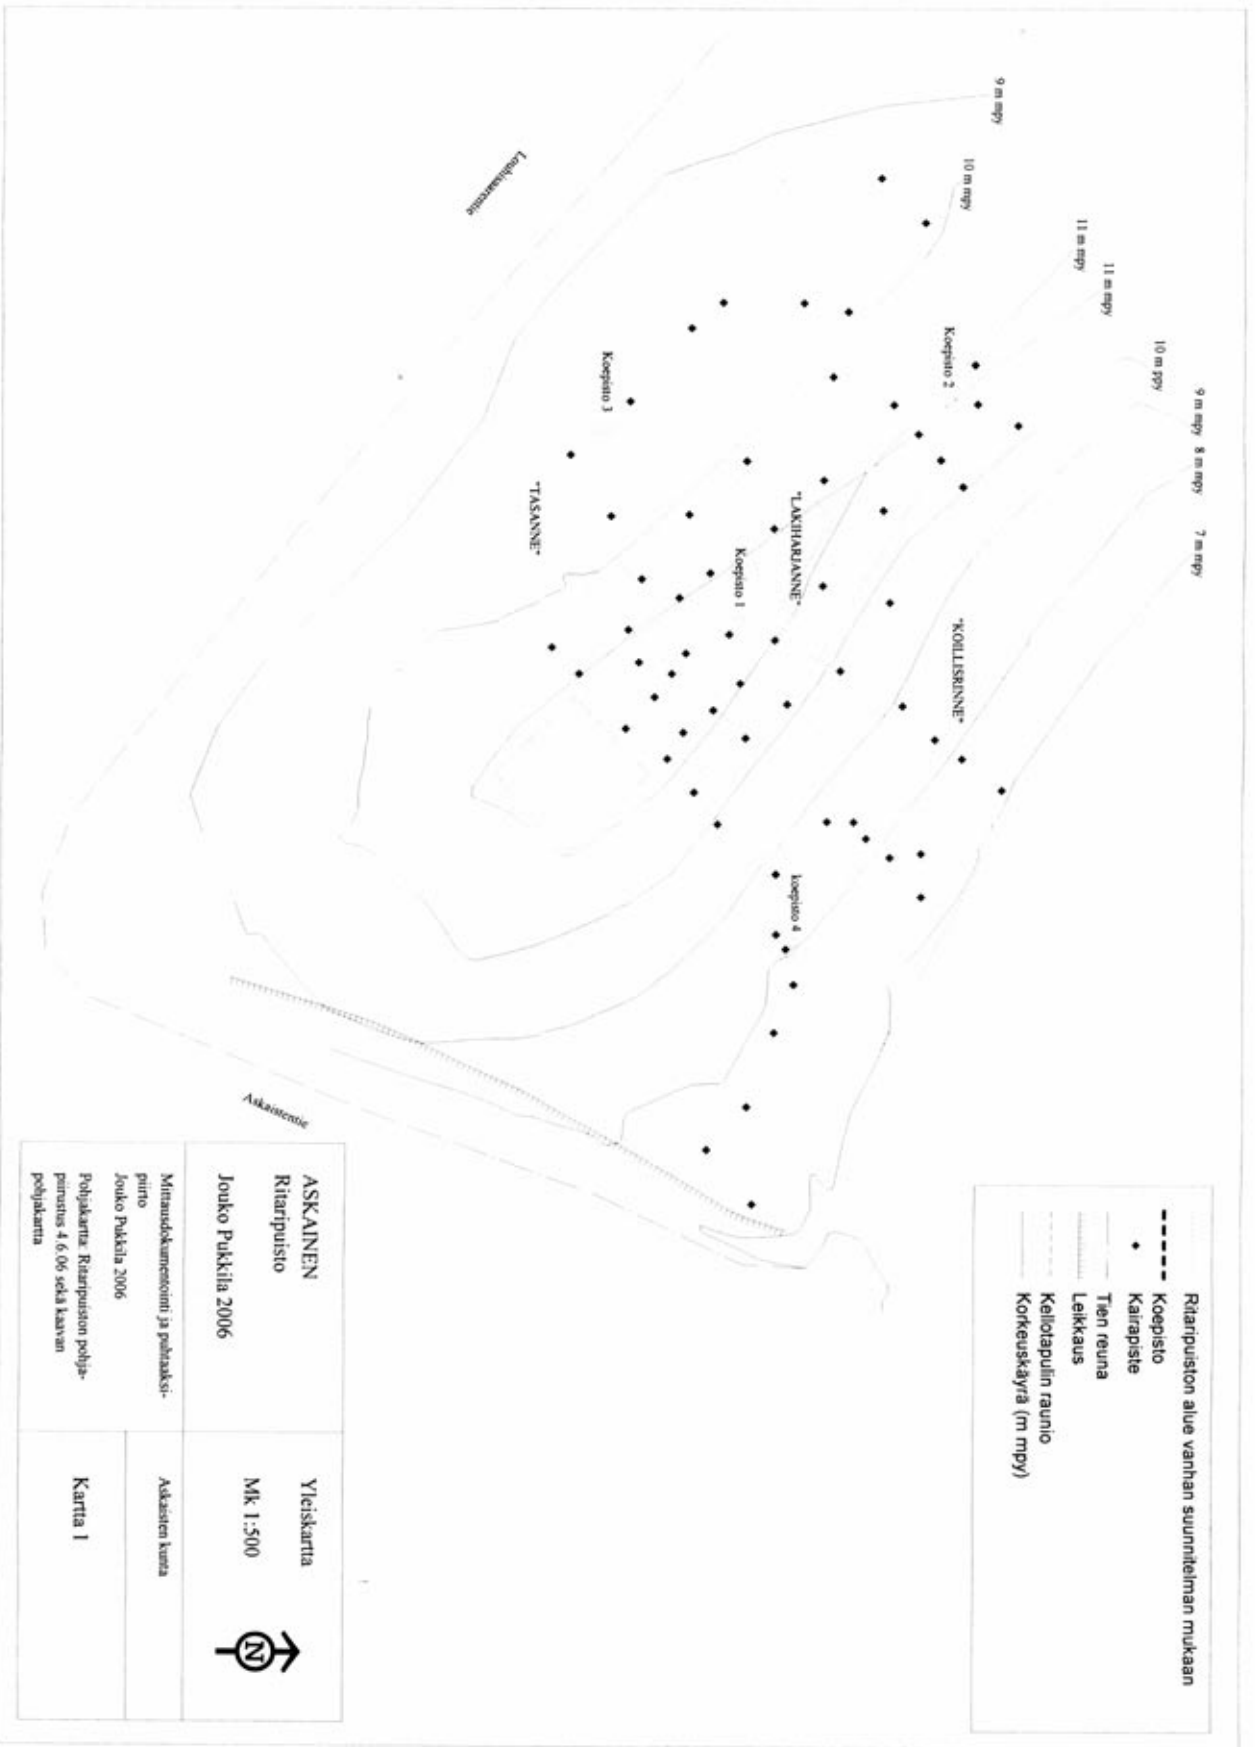 9 m mpy
10 m mpy
11 m mpy
11 m mpy
10 m ppy
9 m mpy
8 m mpy
7 m mpy
Louhisaarentie
Koepisto 2
Koepisto 3
"TASANNE"
"LAKIHARJANNE"
Koepisto 1
"KOILLISRINNE"
koepisto 4
Askaistentie
Ritaripuiston alue vanhan suunnitelman mukaan
Koepisto
Kairapiste
Tien reuna
Leikkaus
Kellotapulin raunio
Korkeuskäyrä (m mpy)
ASKAINEN
Ritaripuisto
Jouko Pukkila 2006
Yleiskartta
Mk 1:500
N
Mittausdokumentointi ja puhtaaksi-
piirto
Jouko Pukkila 2006
Pohjakartta: Ritaripuiston pohja-
piirustus 4.6.06 sekä kaavan
pohjakartta
Askaisten kunta
Kartta 1